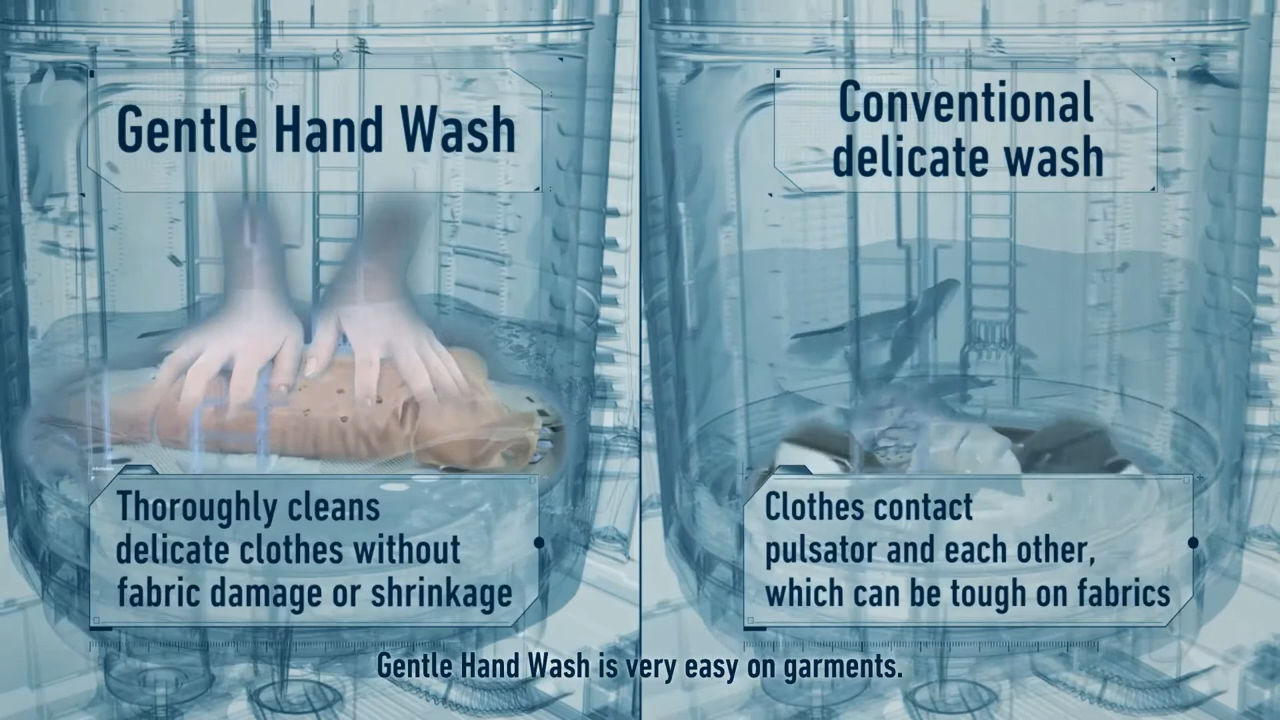 Gentle Hand Wash
Thoroughly cleans
delicate clothes without
fabric damage or shrinkage
Conventional
delicate wash
Clothes contact
pulsator and each other,
which can be tough on fabrics
Gentle Hand Wash is very easy on garments.